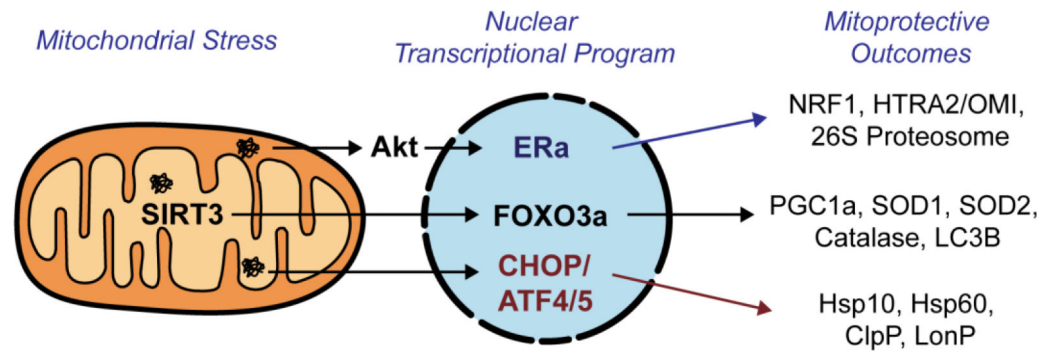 Mitochondrial Stress
Nuclear
Transcriptional Program
Mitoprotective
Outcomes
Akt
ERa
NRF1, HTRA2/OMI,
26S Proteosome
SIRT3
FOXO3a
PGC1a, SOD1, SOD2,
Catalase, LC3B
CHOP/
ATF4/5
Hsp10, Hsp60,
ClpP, LonP